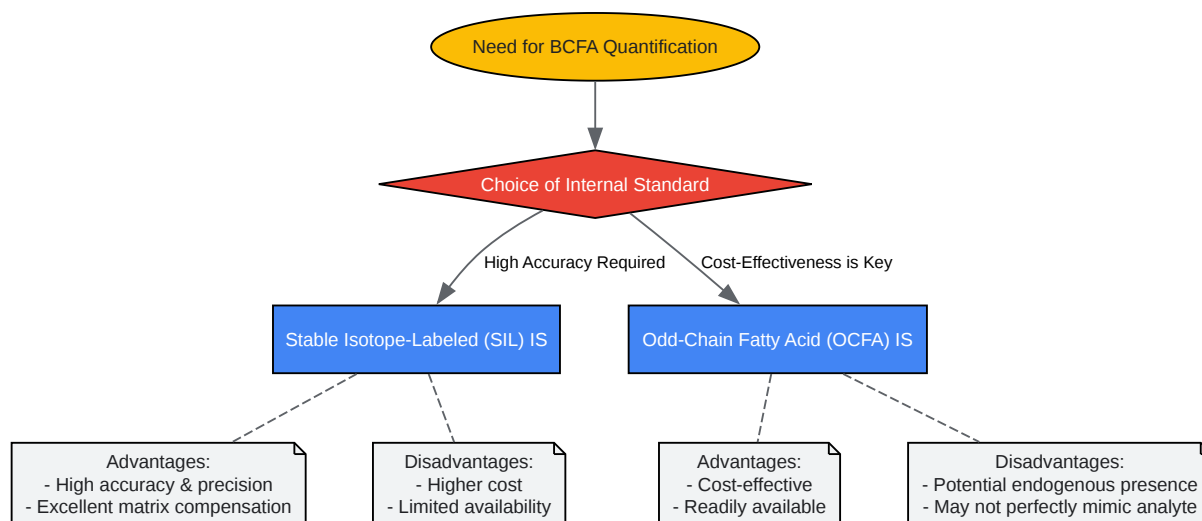 Need for BCFA Quantification
Choice of Internal Standard
High Accuracy Required
Cost-Effectiveness is Key
Stable Isotope-Labeled (SIL) IS
Odd-Chain Fatty Acid (OCFA) IS
Advantages:
- High accuracy & precision
- Excellent matrix compensation
Disadvantages:
- Higher cost
- Limited availability
Advantages:
- Cost-effective
- Readily available
Disadvantages:
- Potential endogenous presence
- May not perfectly mimic analyte